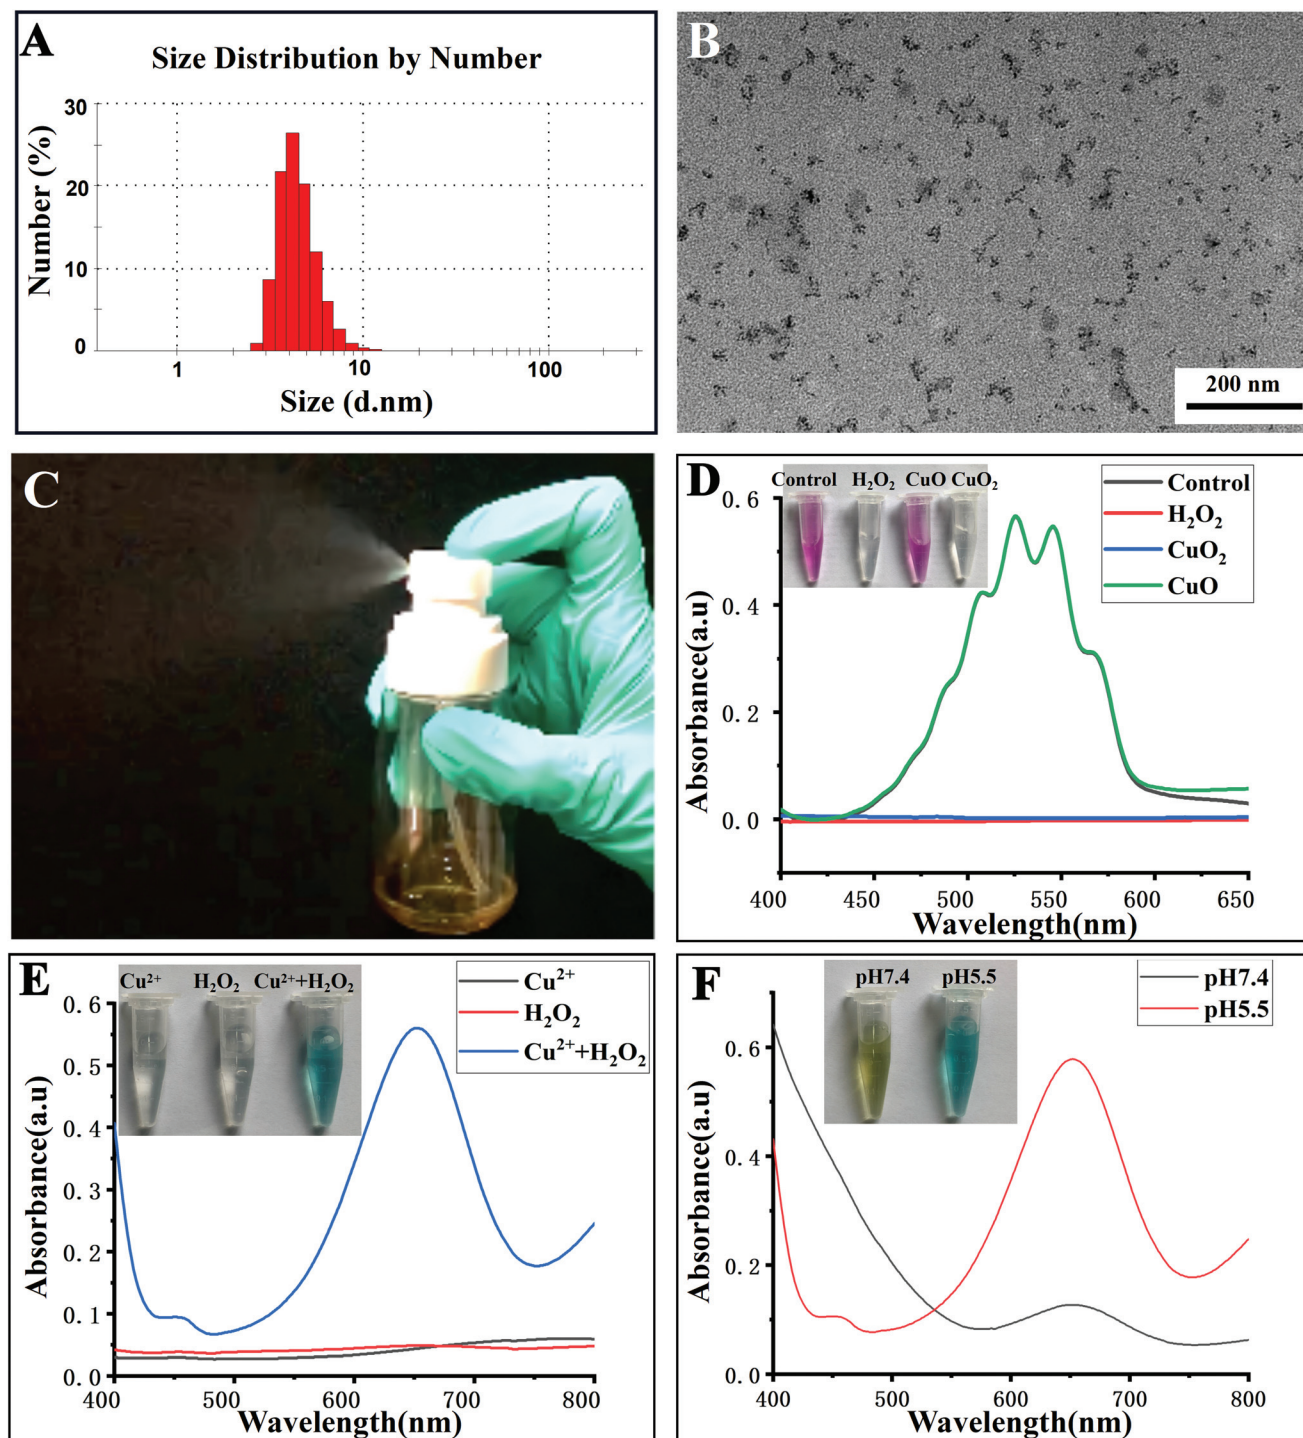 A
Size Distribution by Number
Number (%)
30
20
10
0
1
10
100
Size (d.nm)
B
200 nm
C
D
Absorbance(a.u)
0.6
0.4
0.2
0.0
Control
H₂O₂
CuO
CuO₂
Control
H₂O₂
CuO₂
CuO
400
450
500
550
600
650
Wavelength(nm)
E
Absorbance(a.u)
0.6
0.5
0.4
0.3
0.2
0.1
0.0
Cu²⁺
H₂O₂
Cu²⁺+H₂O₂
Cu²⁺
H₂O₂
Cu²⁺+H₂O₂
400
500
600
700
800
Wavelength(nm)
F
Absorbance(a.u)
0.6
0.4
0.2
0.0
pH7.4
pH5.5
pH7.4
pH5.5
400
500
600
700
800
Wavelength(nm)